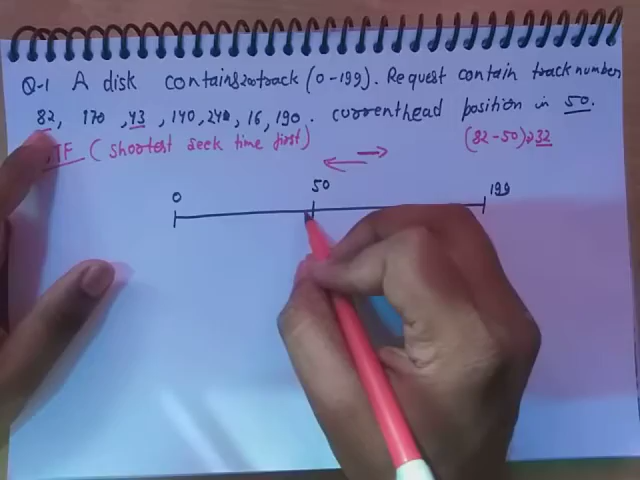 Q-1 A disk contains 200 track (0-199). Request contain track number
82, 170, 43, 140, 24, 16, 190. current head position in 50.
TF (shortest seek time first) (82-50)=32
0 50 199